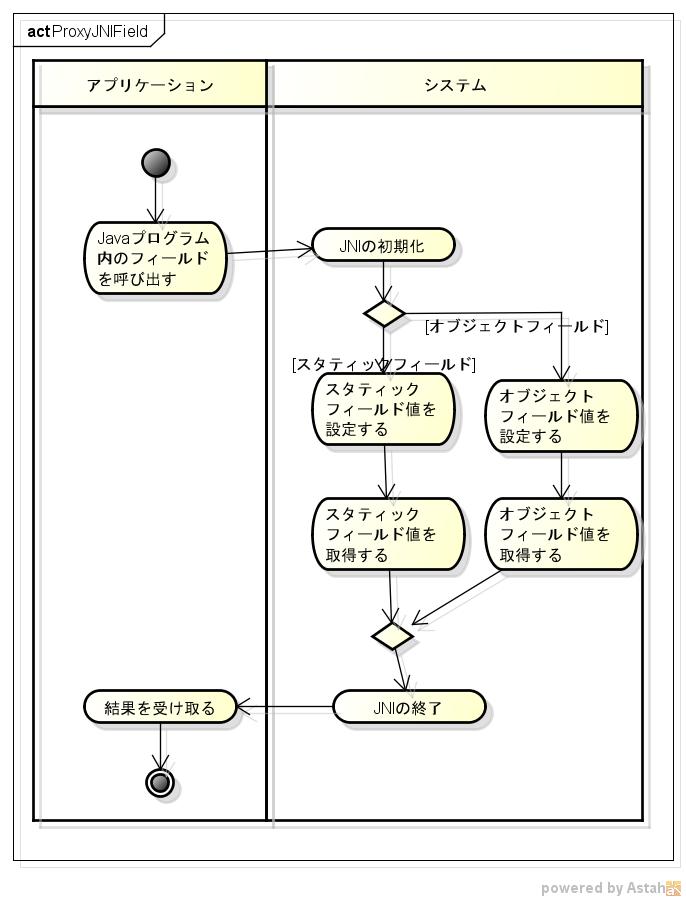 actProxyJNIField
アプリケーション
システム
Javaプログラム
内のフィールド
を呼び出す
JNIの初期化
[オブジェクトフィールド]
[スタティックフィールド]
スタティック
フィールド値を
設定する
オブジェクト
フィールド値を
設定する
スタティック
フィールド値を
取得する
オブジェクト
フィールド値を
取得する
結果を受け取る
JNIの終了
powered by Astah